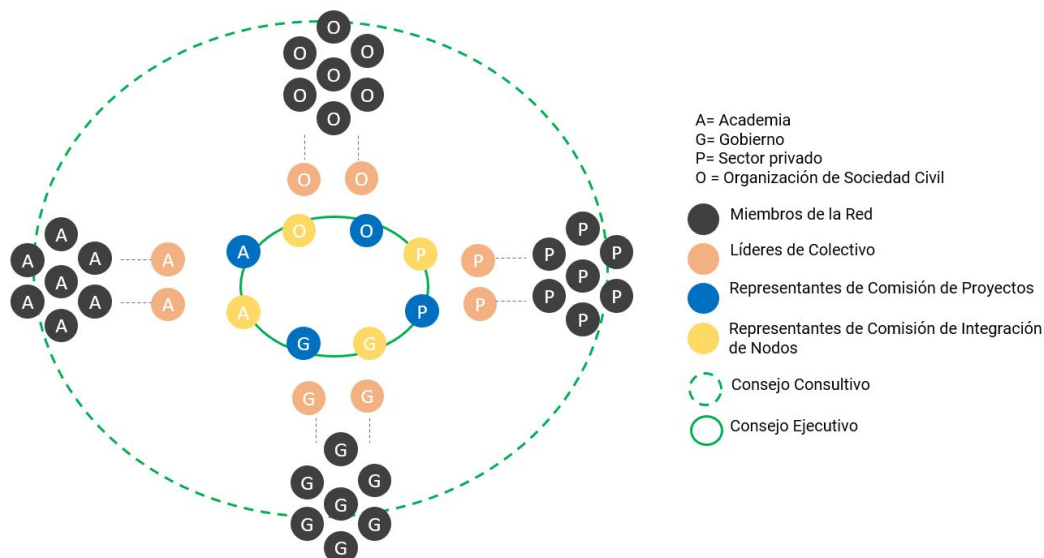 O
O
O
O
O
O
O
O
O
A
A
A
A
A
A
A
A
A
O
O
P
P
A
A
G
G
P
P
P
P
P
P
P
P
P
G
G
G
G
G
G
G
G
G
A= Academia
G= Gobierno
P= Sector privado
O = Organización de Sociedad Civil
Miembros de la Red
Líderes de Colectivo
Representantes de Comisión de Proyectos
Representantes de Comisión de Integración
de Nodos
Consejo Consultivo
Consejo Ejecutivo